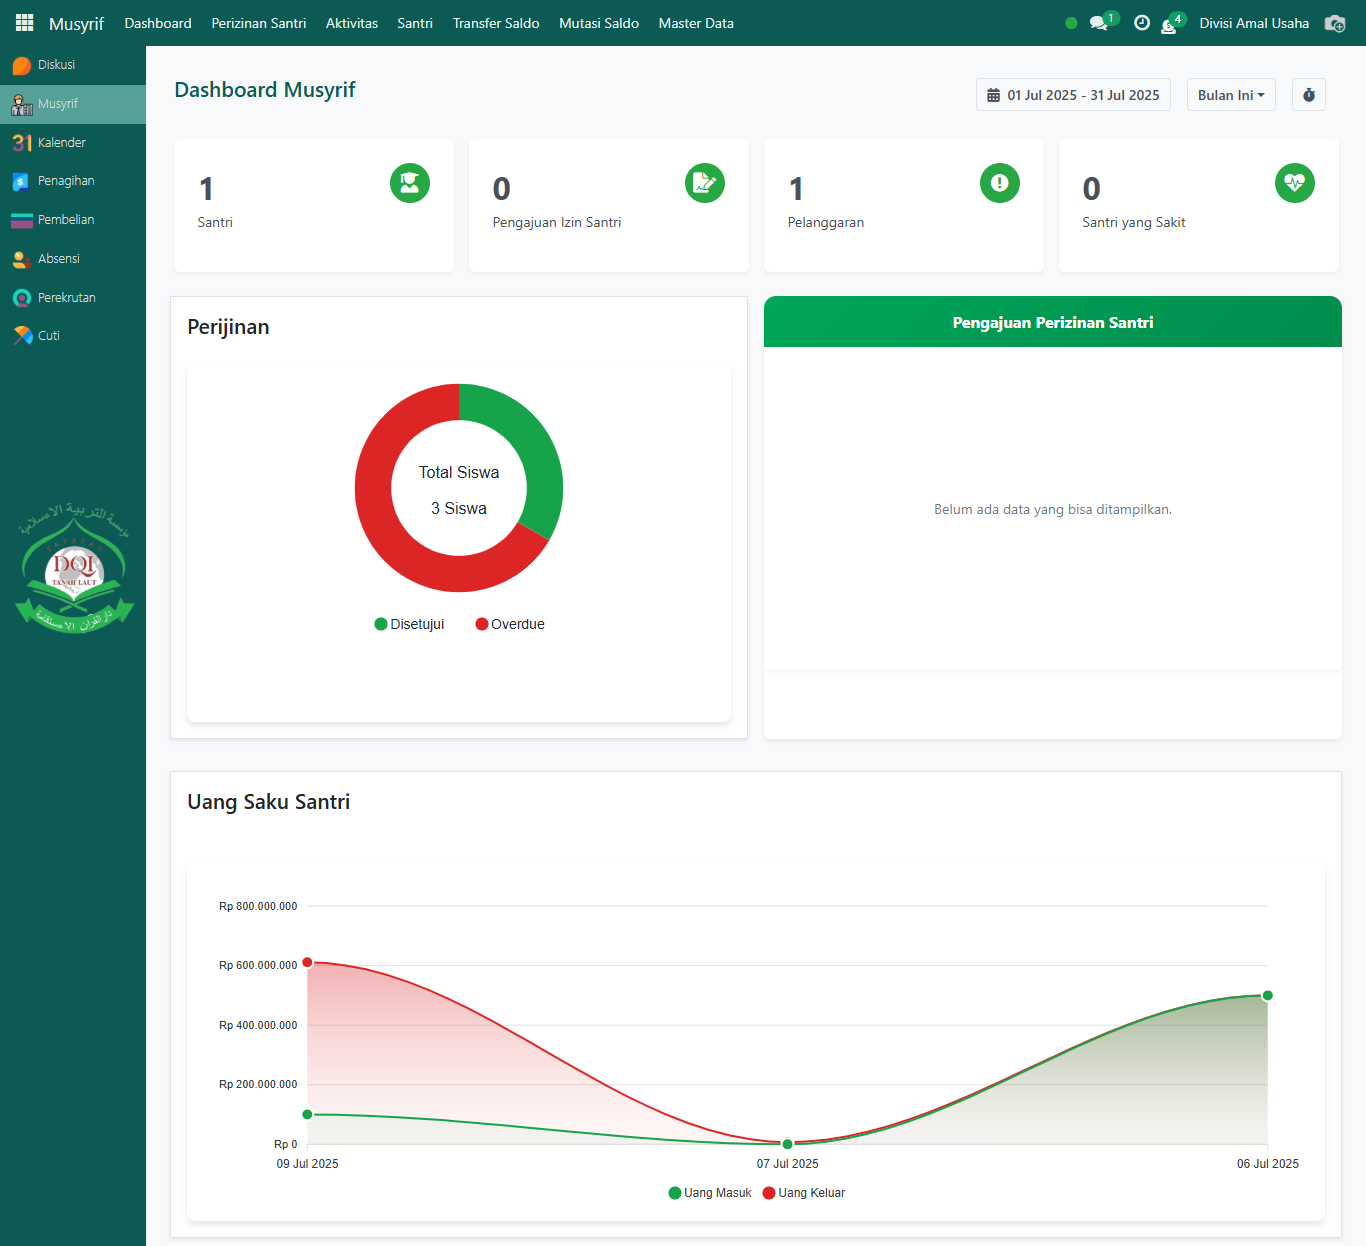 Musyrif Dashboard Perizinan Santri Aktivitas Santri Transfer Saldo Mutasi Saldo Master Data 1 4 Divisi Amal Usaha
Diskusi
Musyrif
31 Kalender
Penagihan
Pembelian
Absensi
Perekrutan
Cuti
DQI
TANAH LAUT
Dashboard Musyrif
01 Jul 2025 - 31 Jul 2025 Bulan Ini
1
Santri
0
Pengajuan Izin Santri
1
Pelanggaran
0
Santri yang Sakit
Perijinan
Total Siswa
3 Siswa
Disetujui Overdue
Pengajuan Perizinan Santri
Belum ada data yang bisa ditampilkan.
Uang Saku Santri
Rp 800.000.000
Rp 600.000.000
Rp 400.000.000
Rp 200.000.000
Rp 0
09 Jul 2025 07 Jul 2025 06 Jul 2025
Uang Masuk Uang Keluar